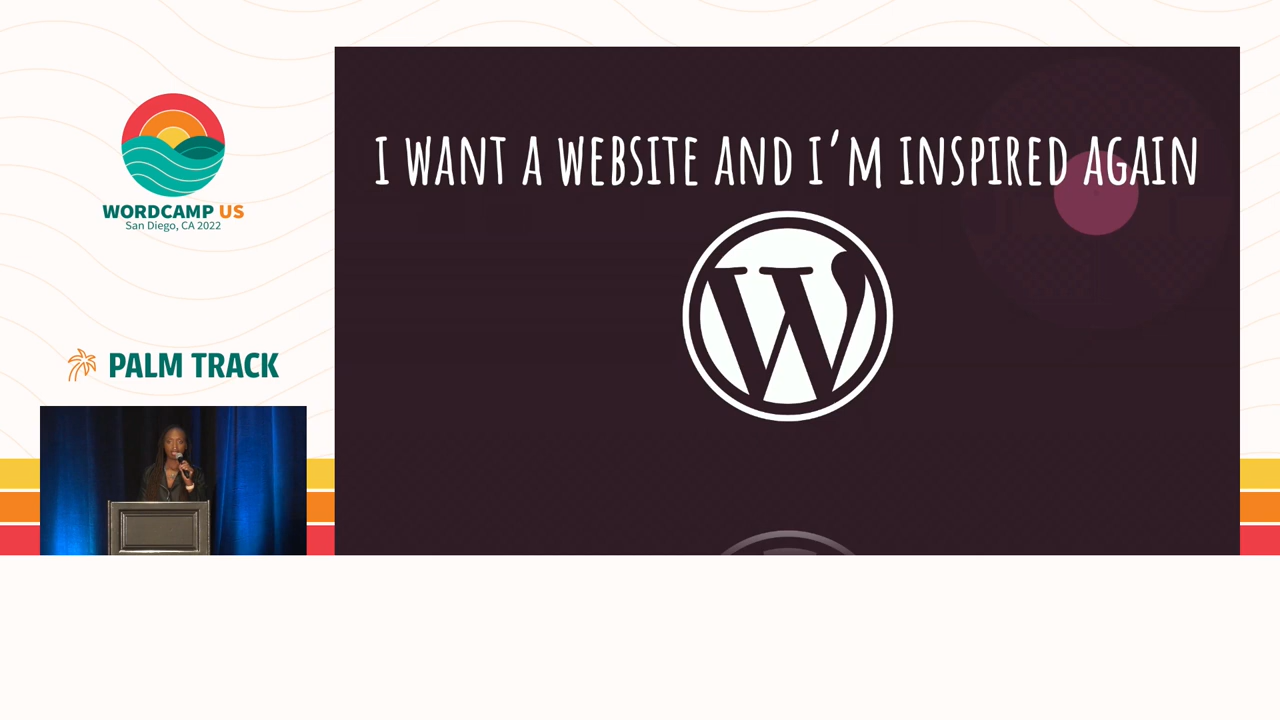 WORDCAMP US
San Diego, CA 2022
PALM TRACK
I WANT A WEBSITE AND I'M INSPIRED AGAIN